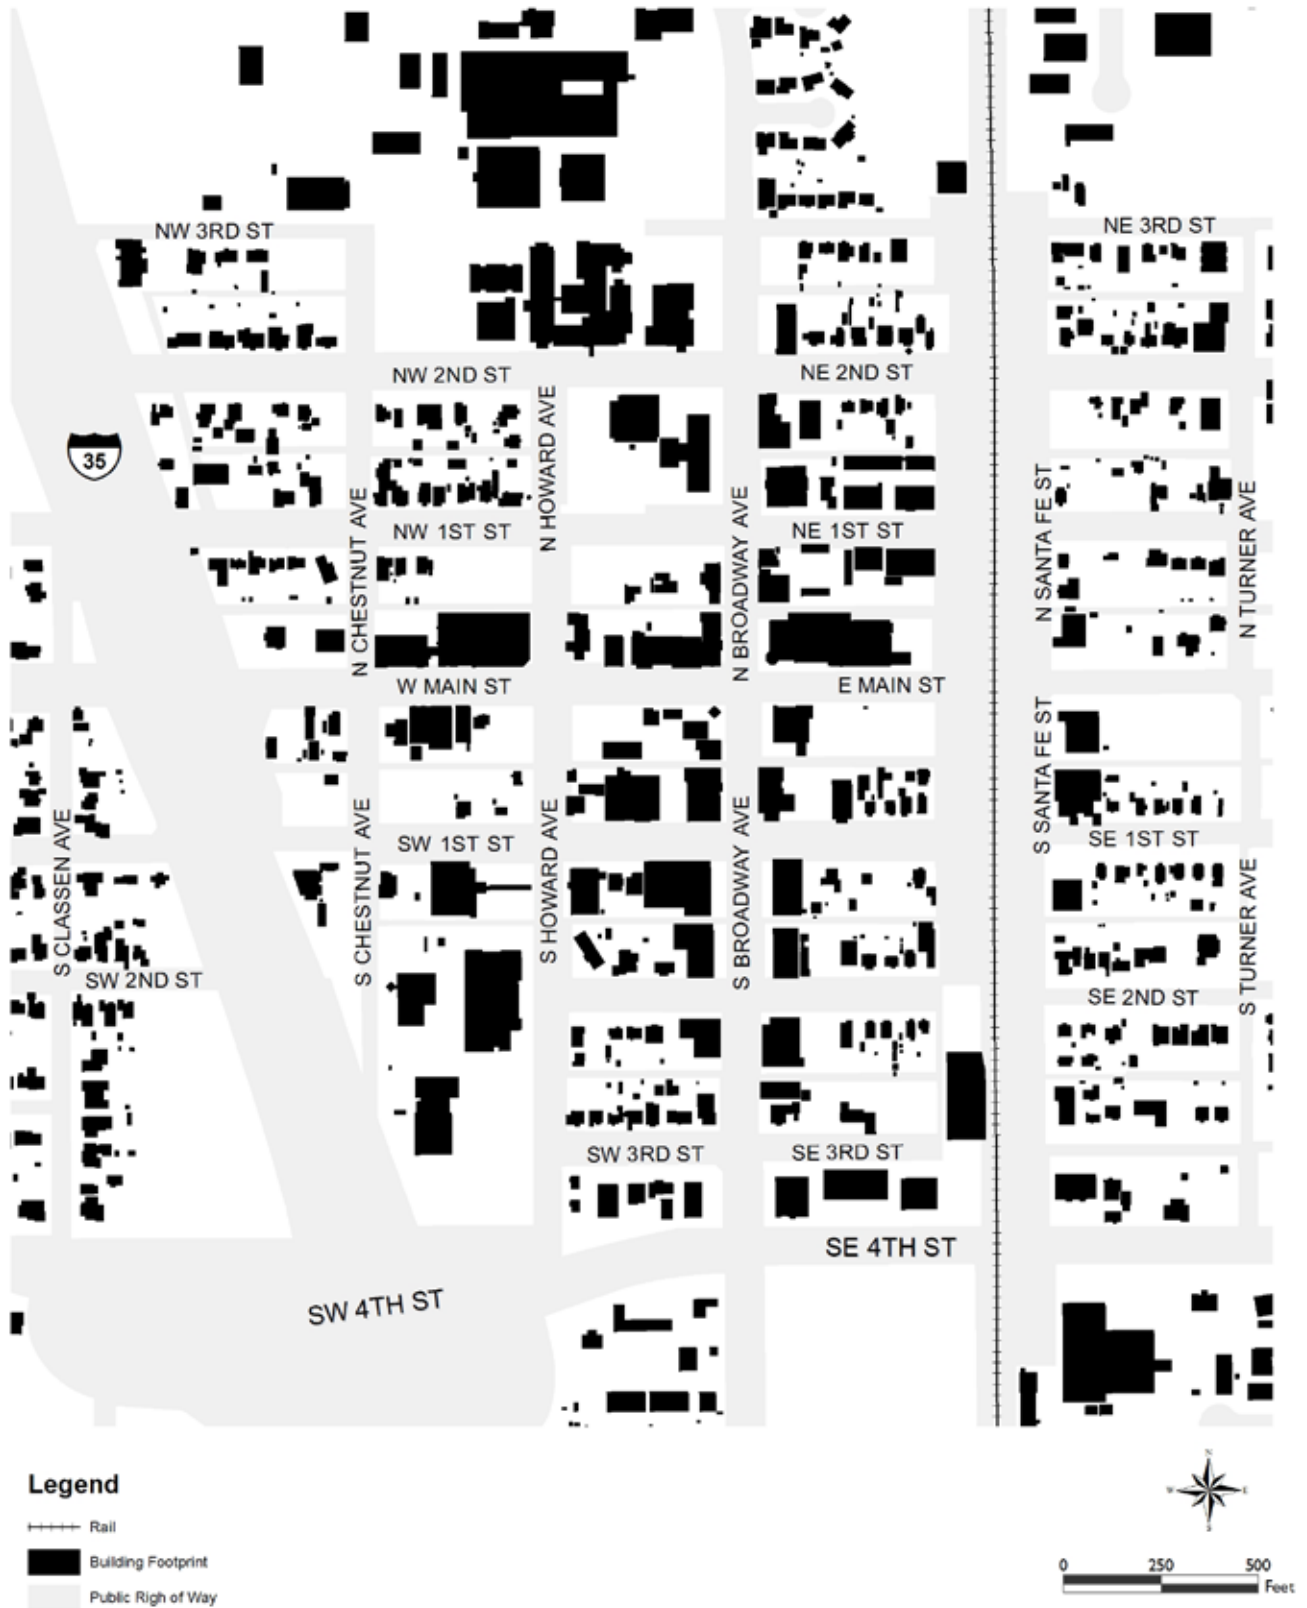 NW 3RD ST
NE 3RD ST
NW 2ND ST
NE 2ND ST
N HOWARD AVE
35
N CHESTNUT AVE
NW 1ST ST
N BROADWAY AVE
NE 1ST ST
N SANTA FE ST
N TURNER AVE
W MAIN ST
E MAIN ST
S SANTA FE ST
S CLASSEN AVE
S CHESTNUT AVE
SW 1ST ST
S HOWARD AVE
S BROADWAY AVE
SE 1ST ST
S TURNER AVE
SW 2ND ST
SE 2ND ST
SW 3RD ST
SE 3RD ST
SE 4TH ST
SW 4TH ST
Legend
Rail
Building Footprint
Public Righ of Way
N
W E
S
0 250 500
Feet